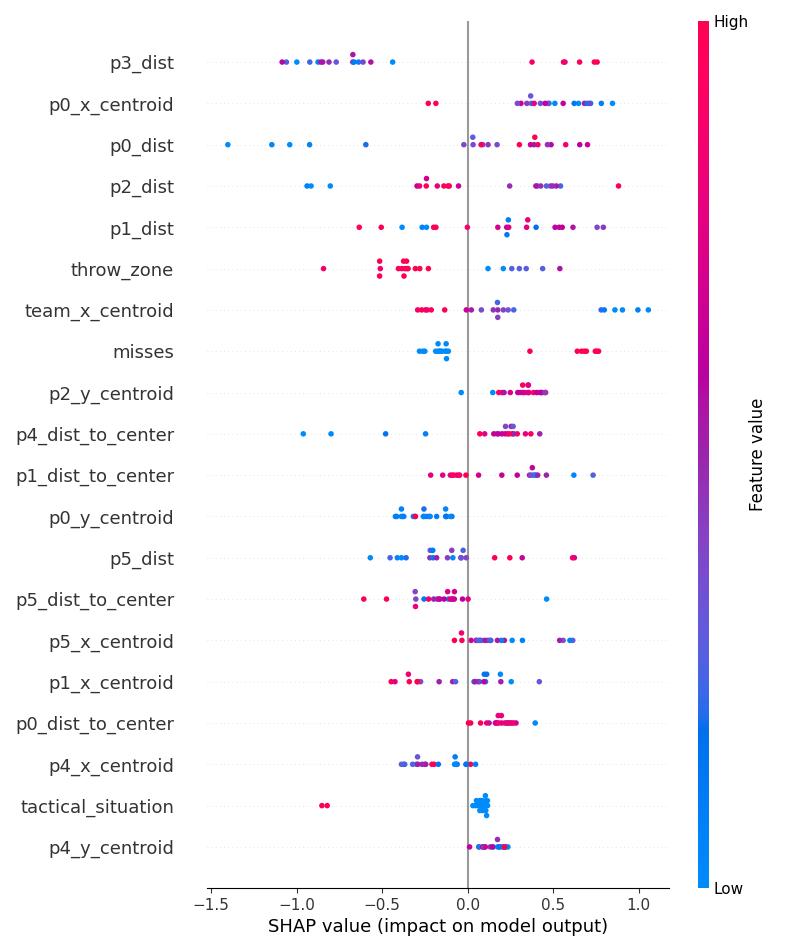 High
p3_dist
p0_x_centroid
p0_dist
p2_dist
p1_dist
throw_zone
team_x_centroid
misses
p2_y_centroid
p4_dist_to_center
p1_dist_to_center
p0_y_centroid
p5_dist
p5_dist_to_center
p5_x_centroid
p1_x_centroid
p0_dist_to_center
p4_x_centroid
tactical_situation
p4_y_centroid
Feature value
Low
−1.5 −1.0 −0.5 0.0 0.5 1.0
SHAP value (impact on model output)